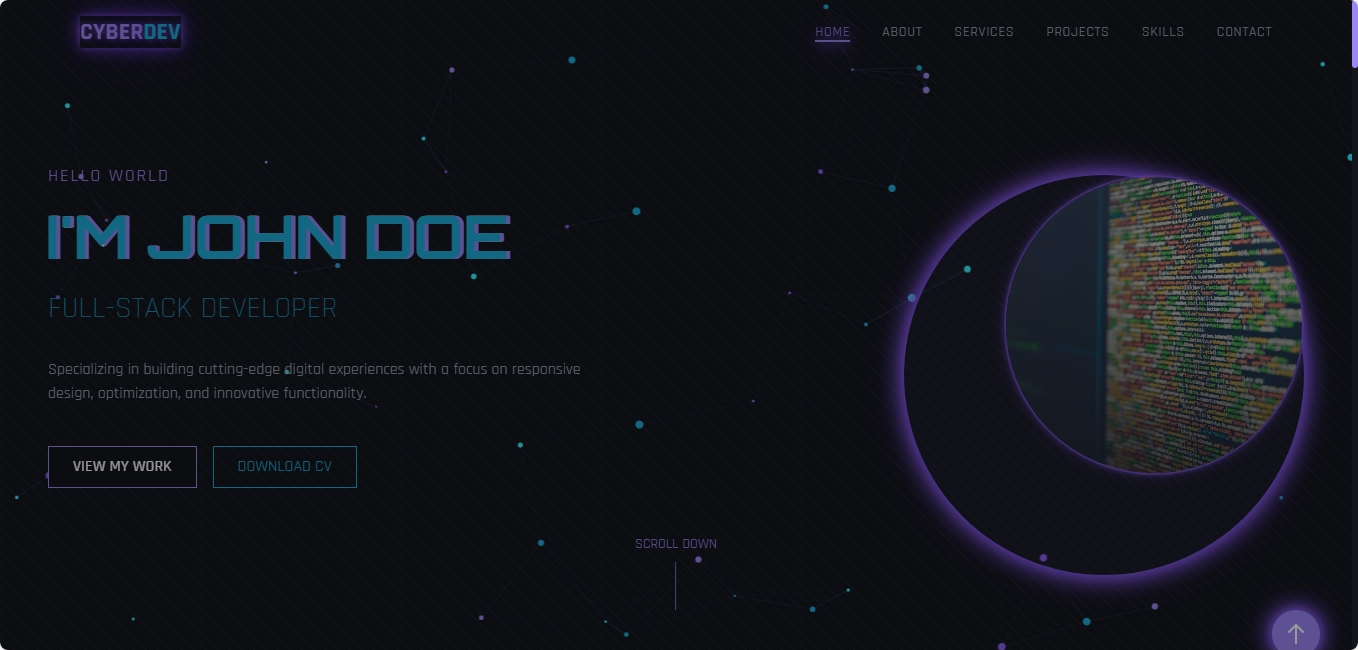 CYBERDEV
HOME ABOUT SERVICES PROJECTS SKILLS CONTACT
HELLO WORLD
I'M JOHN DOE
FULL-STACK DEVELOPER
Specializing in building cutting-edge digital experiences with a focus on responsive
design, optimization, and innovative functionality.
VIEW MY WORK DOWNLOAD CV
SCROLL DOWN